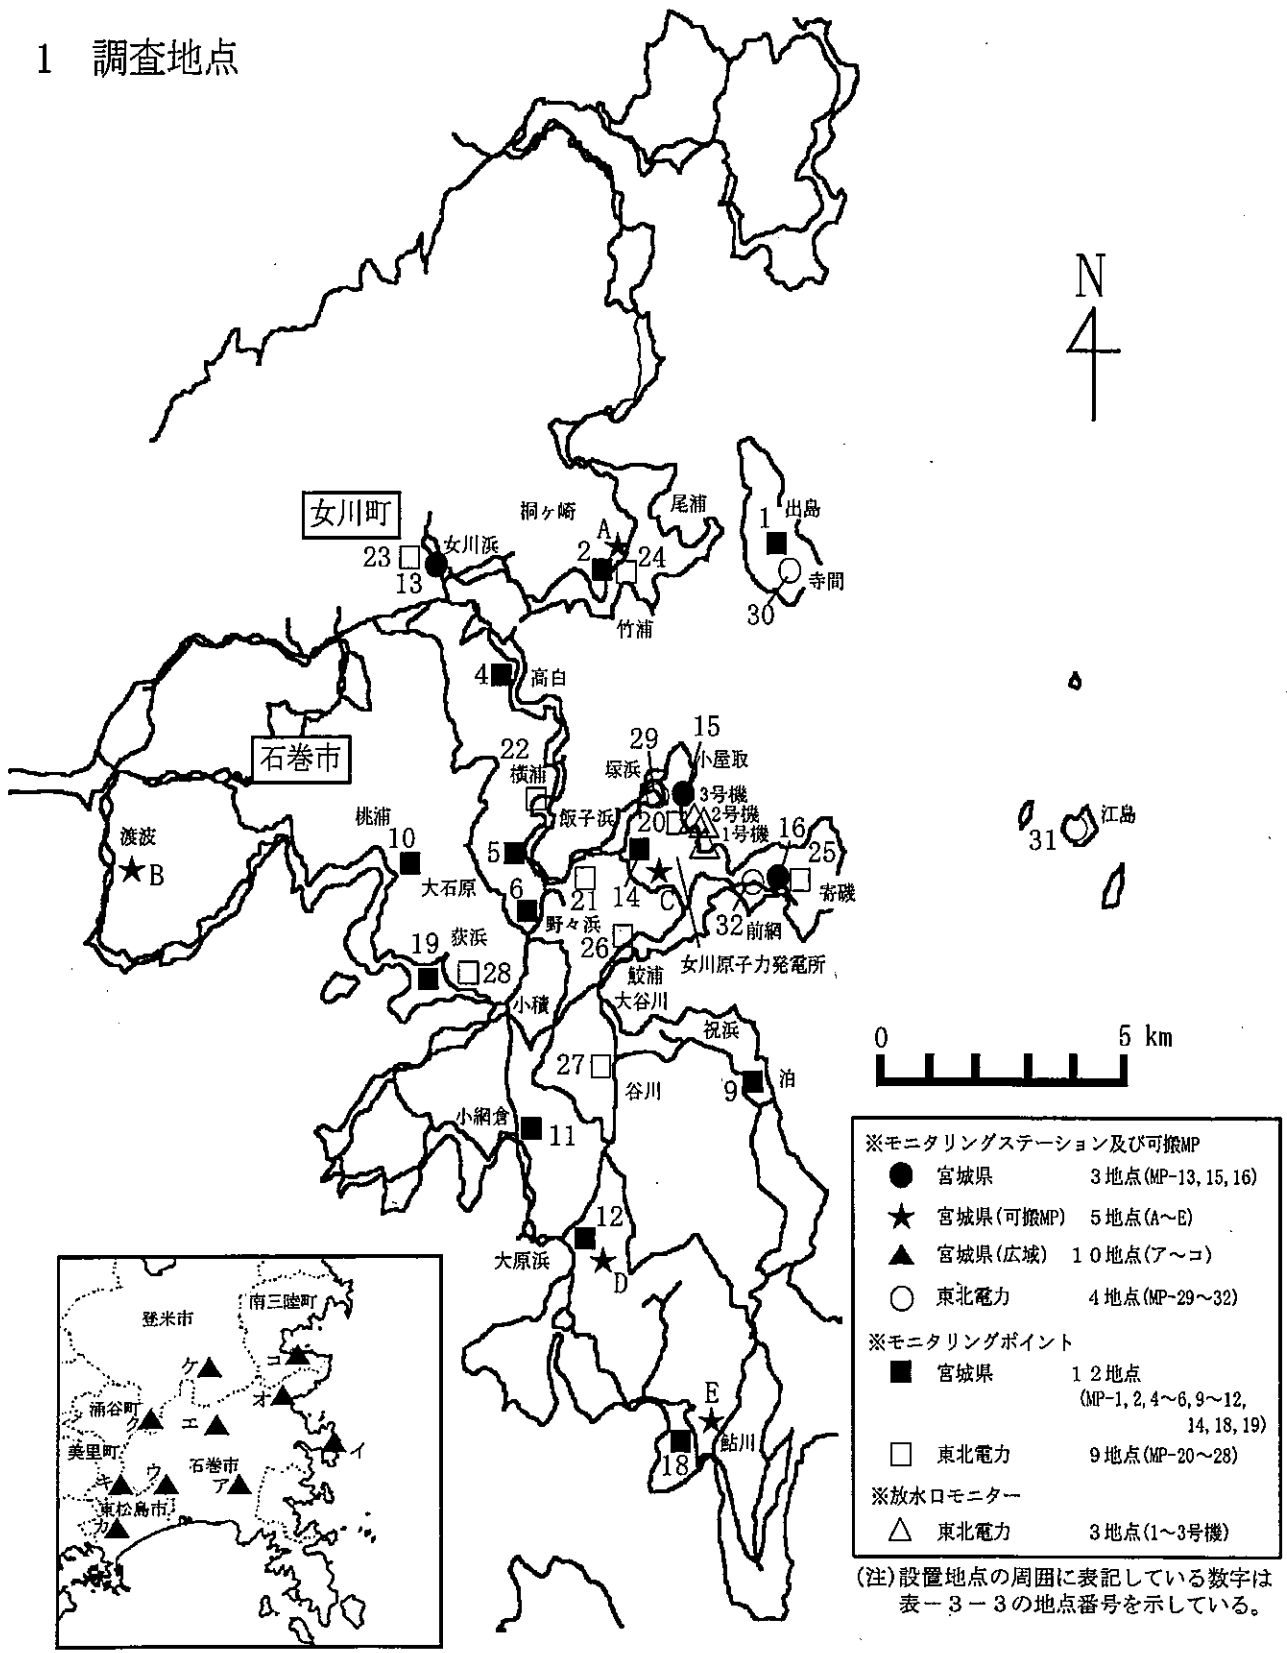 1 調査地点
N
女川町
桐ヶ崎
尾浦
出島
1
A
23
女川浜
13
2
24
寺間
30
竹浦
4
高白
石巻市
22
横浦
29
15
塚浜
小屋取
3号機
2号機
1号機
飯子浜
20
16
25
江島
31
渡波
B
桃浦
10
大石原
5
6
21
14
C
寄磯
32
前網
野々浜
26
鮫浦
女川原子力発電所
19
荻浜
28
小積
大谷川
祝浜
0 5 km
27
谷川
9
泊
小網倉
11
12
大原浜
D
E
鮎川
18
※モニタリングステーション及び可搬MP
● 宮城県 3地点(MP-13,15,16)
★ 宮城県(可搬MP) 5地点(A~E)
▲ 宮城県(広域) 10地点(ア~コ)
○ 東北電力 4地点(MP-29~32)
※モニタリングポイント
■ 宮城県 12地点
(MP-1,2,4~6,9~12,
14,18,19)
□ 東北電力 9地点(MP-20~28)
※放水口モニター
△ 東北電力 3地点(1~3号機)
(注)設置地点の周囲に表記している数字は
表-3-3の地点番号を示している。
南三陸町
登米市
ケ
コ
オ
涌谷町
ク
エ
美里町
イ
石巻市
キ
ウ
ア
東松島市
カ